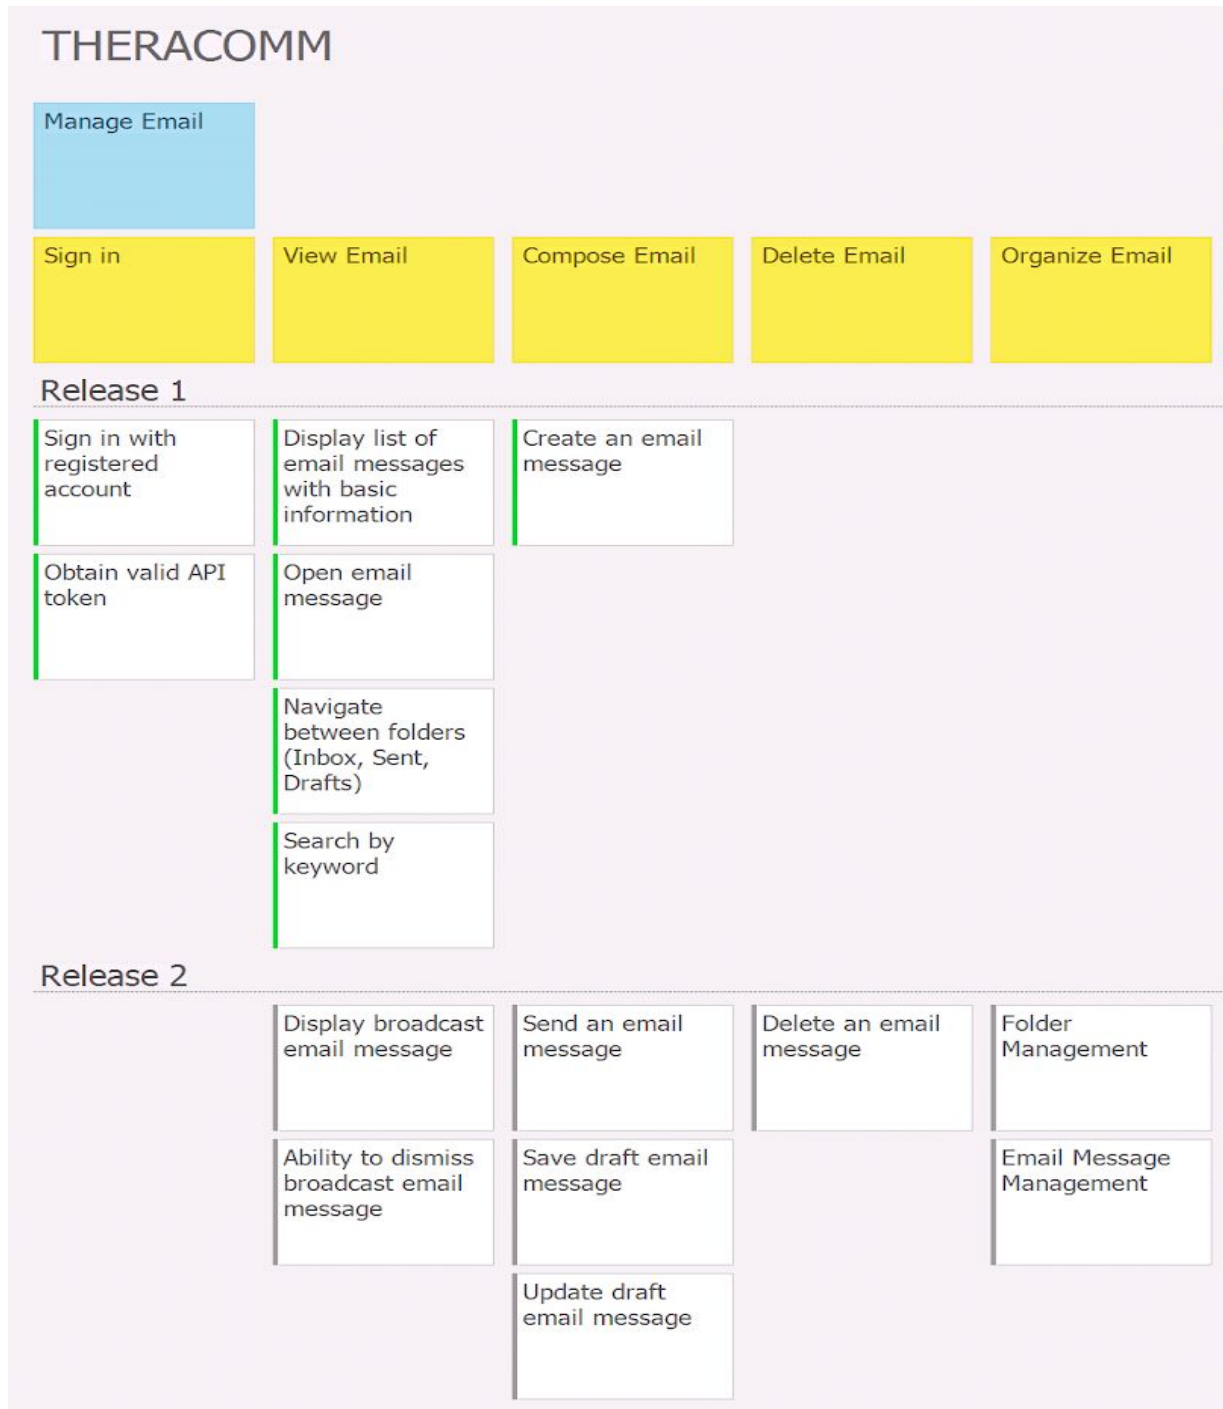 THERACOMM
Manage Email
Sign in
View Email
Compose Email
Delete Email
Organize Email
Release 1
Sign in with
registered
account
Display list of
email messages
with basic
information
Create an email
message
Obtain valid API
token
Open email
message
Navigate
between folders
(Inbox, Sent,
Drafts)
Search by
keyword
Release 2
Display broadcast
email message
Send an email
message
Delete an email
message
Folder
Management
Ability to dismiss
broadcast email
message
Save draft email
message
Email Message
Management
Update draft
email message